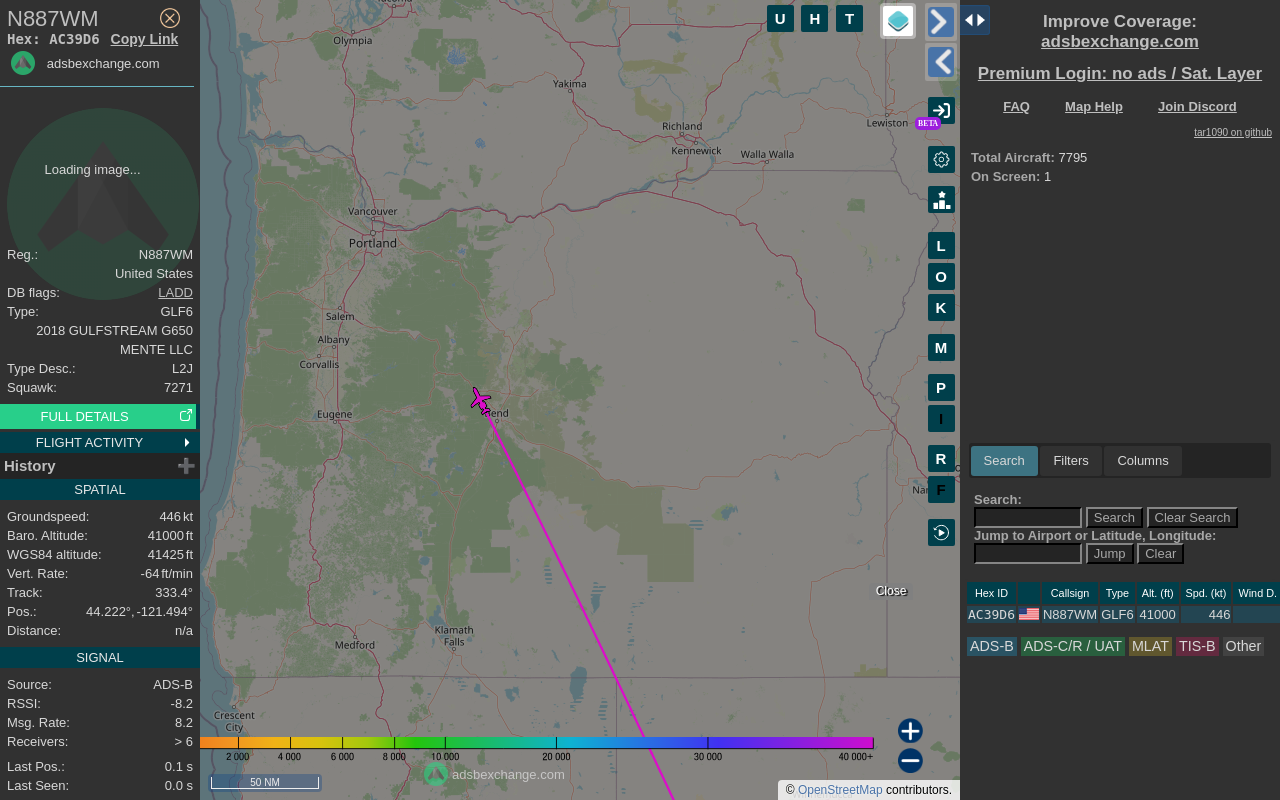 N887WM
Hex: AC39D6 Copy Link
adsbexchange.com
Loading image...
Reg.: N887WM
United States
DB flags: LADD
Type: GLF6
2018 GULFSTREAM G650
MENTE LLC
Type Desc.: L2J
Squawk: 7271
FULL DETAILS
FLIGHT ACTIVITY
History
SPATIAL
Groundspeed: 446 kt
Baro. Altitude: 41000 ft
WGS84 altitude: 41425 ft
Vert. Rate: -64 ft/min
Track: 333.4°
Pos.: 44.222°, -121.494°
Distance: n/a
SIGNAL
Source: ADS-B
RSSI: -8.2
Msg. Rate: 8.2
Receivers: > 6
Last Pos.: 0.1 s
Last Seen: 0.0 s
Olympia
Yakima
Richland
Kennewick
Walla Walla
Lewiston
Vancouver
Portland
Salem
Albany
Corvallis
Eugene
Medford
Klamath
Falls
Crescent
City
U H T
BETA
L
O
K
M
P
I
R
F
Close
2 000 4 000 6 000 8 000 10 000 20 000 30 000 40 000+
adsbexchange.com
50 NM
© OpenStreetMap contributors.
Improve Coverage:
adsbexchange.com
Premium Login: no ads / Sat. Layer
FAQ Map Help Join Discord
tar1090 on github
Total Aircraft: 7795
On Screen: 1
Search Filters Columns
Search:
Search Clear Search
Jump to Airport or Latitude, Longitude:
Jump Clear
Hex ID Callsign Type Alt. (ft) Spd. (kt) Wind D.
AC39D6 N887WM GLF6 41000 446
ADS-B ADS-C/R / UAT MLAT TIS-B Other